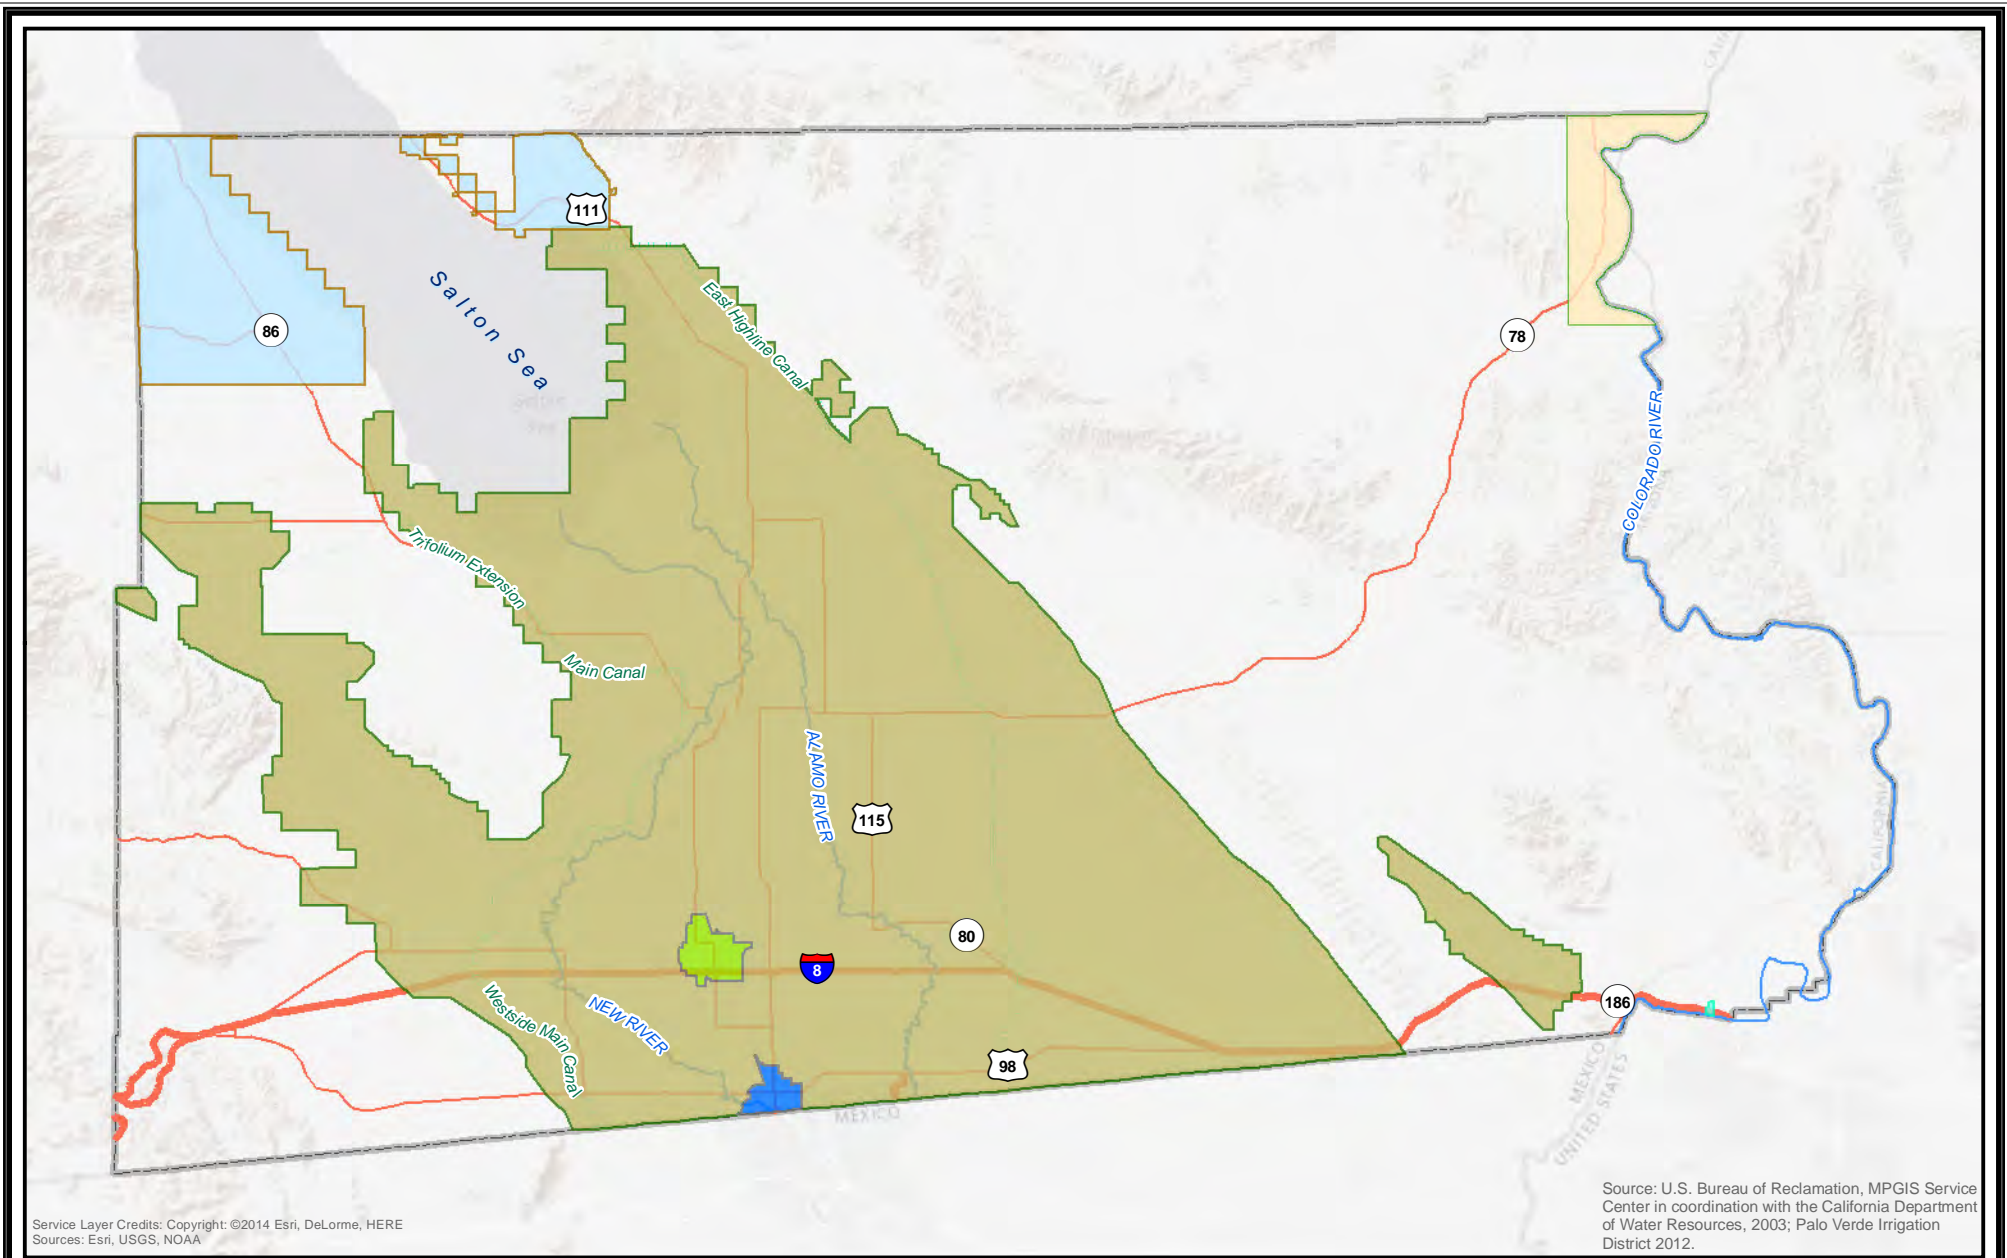 111
86
Salton Sea
East Highline Canal
78
COLORADO RIVER
Trifolium Extension
Main Canal
ALAMO RIVER
115
CALIFORNIA
80
8
186
Westside Main Canal
NEW RIVER
98
MEXICO
MEXICO
UNITED STATES
Service Layer Credits: Copyright: ©2014 Esri, DeLorme, HERE
Sources: Esri, USGS, NOAA
Source: U.S. Bureau of Reclamation, MPGIS Service
Center in coordination with the California Department
of Water Resources, 2003; Palo Verde Irrigation
District 2012.